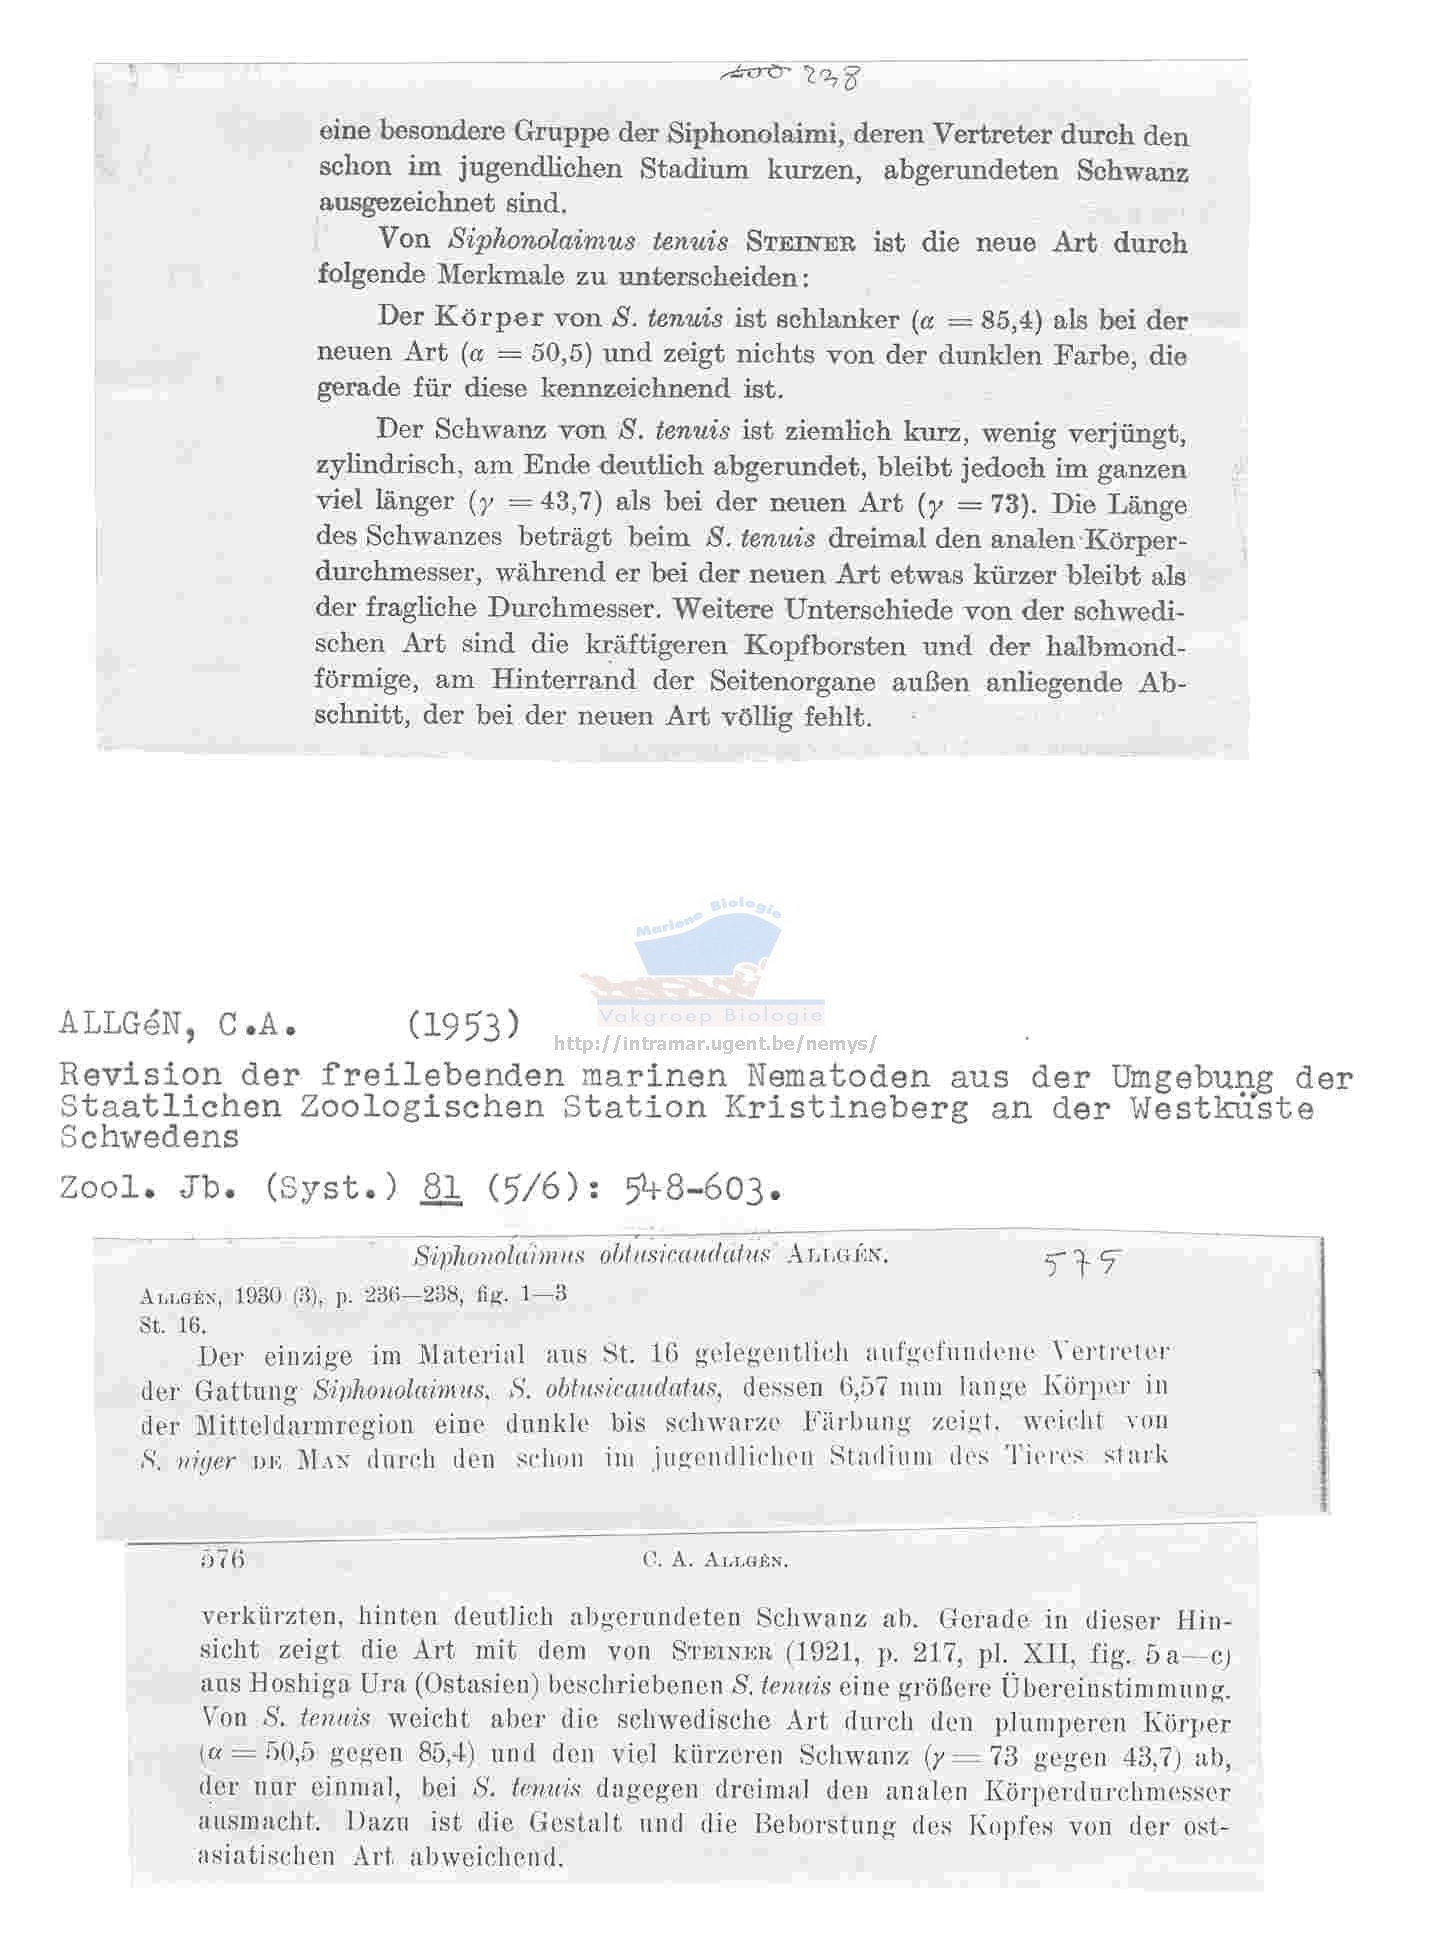 200 238
eine besondere Gruppe der Siphonolaimi, deren Vertreter durch den
schon im jugendlichen Stadium kurzen, abgerundeten Schwanz
ausgezeichnet sind.
Von Siphonolaimus tenuis STEINER ist die neue Art durch
folgende Merkmale zu unterscheiden:
Der Körper von S. tenuis ist schlanker (α = 85,4) als bei der
neuen Art (α = 50,5) und zeigt nichts von der dunklen Farbe, die
gerade für diese kennzeichnend ist.
Der Schwanz von S. tenuis ist ziemlich kurz, wenig verjüngt,
zylindrisch, am Ende deutlich abgerundet, bleibt jedoch im ganzen
viel länger (γ = 43,7) als bei der neuen Art (γ = 73). Die Länge
des Schwanzes beträgt beim S. tenuis dreimal den analen Körper-
durchmesser, während er bei der neuen Art etwas kürzer bleibt als
der fragliche Durchmesser. Weitere Unterschiede von der schwedi-
schen Art sind die kräftigeren Kopfborsten und der halbmond-
förmige, am Hinterrand der Seitenorgane außen anliegende Ab-
schnitt, der bei der neuen Art völlig fehlt.
Mariene Biologie
Vakgroep Biologie
http://intramar.ugent.be/nemys/
ALLGéN, C.A. (1953)
Revision der freilebenden marinen Nematoden aus der Umgebung der
Staatlichen Zoologischen Station Kristineberg an der Westküste
Schwedens
Zool. Jb. (Syst.) 81 (5/6): 548-603.
Siphonolaimus obtusicaudatus ALLGÉN. 575
ALLGÉN, 1930 (3), p. 236—238, fig. 1—3
St. 16.
Der einzige im Material aus St. 16 gelegentlich aufgefundene Vertreter
der Gattung Siphonolaimus, S. obtusicaudatus, dessen 6,57 mm lange Körper in
der Mitteldarmregion eine dunkle bis schwarze Färbung zeigt, weicht von
S. niger DE MAN durch den schon im jugendlichen Stadium des Tieres stark
576 C. A. ALLGÉN.
verkürzten, hinten deutlich abgerundeten Schwanz ab. Gerade in dieser Hin-
sicht zeigt die Art mit dem von STEINER (1921, p. 217, pl. XII, fig. 5 a—c)
aus Hoshiga Ura (Ostasien) beschriebenen S. tenuis eine größere Übereinstimmung.
Von S. tenuis weicht aber die schwedische Art durch den plumperen Körper
(α = 50,5 gegen 85,4) und den viel kürzeren Schwanz (γ = 73 gegen 43,7) ab,
der nur einmal, bei S. tenuis dagegen dreimal den analen Körperdurchmesser
ausmacht. Dazu ist die Gestalt und die Beborstung des Kopfes von der ost-
asiatischen Art abweichend.